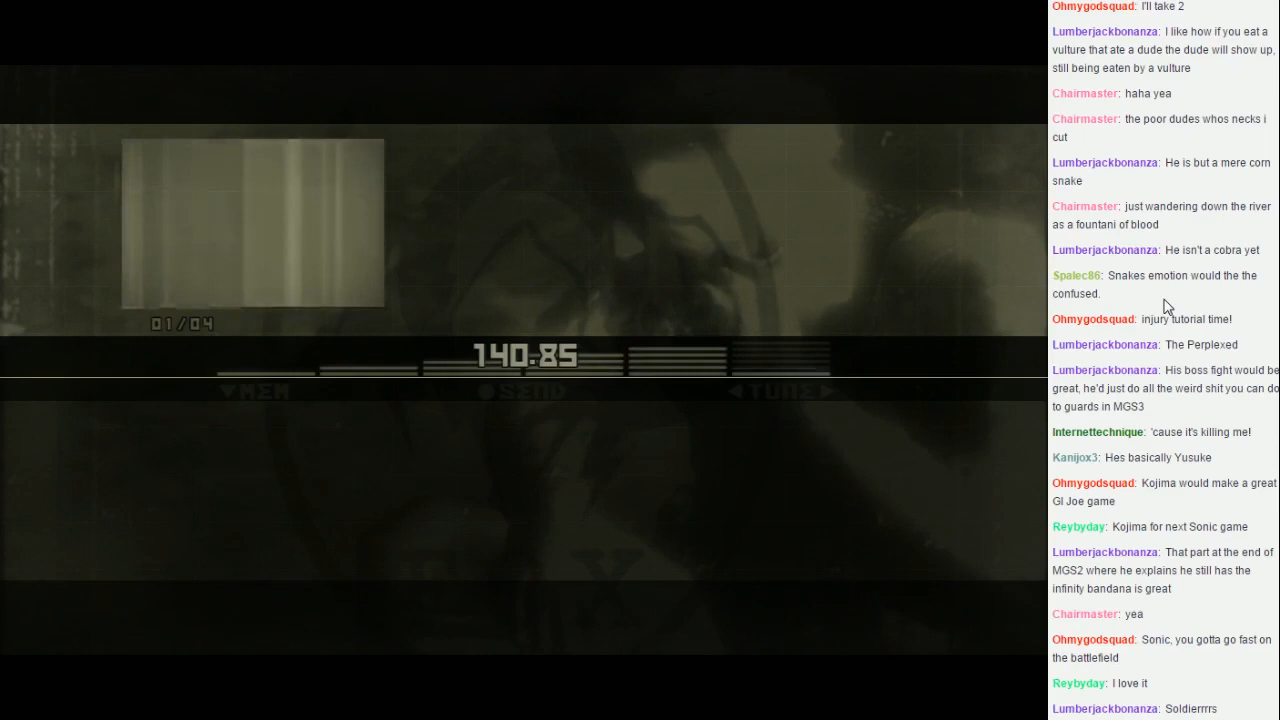 01/04
140.85
▼MEM
●SEND
◀TUNE▶
Ohmygodsquad: I'll take 2
Lumberjackbonanza: I like how if you eat a
vulture that ate a dude the dude will show up,
still being eaten by a vulture
Chairmaster: haha yea
Chairmaster: the poor dudes whos necks i
cut
Lumberjackbonanza: He is but a mere corn
snake
Chairmaster: just wandering down the river
as a fountani of blood
Lumberjackbonanza: He isn't a cobra yet
Spalec86: Snakes emotion would the the
confused.
Ohmygodsquad: injury tutorial time!
Lumberjackbonanza: The Perplexed
Lumberjackbonanza: His boss fight would be
great, he'd just do all the weird shit you can do
to guards in MGS3
Internettechnique: 'cause it's killing me!
Kanijox3: Hes basically Yusuke
Ohmygodsquad: Kojima would make a great
GI Joe game
Reybyday: Kojima for next Sonic game
Lumberjackbonanza: That part at the end of
MGS2 where he explains he still has the
infinity bandana is great
Chairmaster: yea
Ohmygodsquad: Sonic, you gotta go fast on
the battlefield
Reybyday: I love it
Lumberjackbonanza: Soldierrrrs